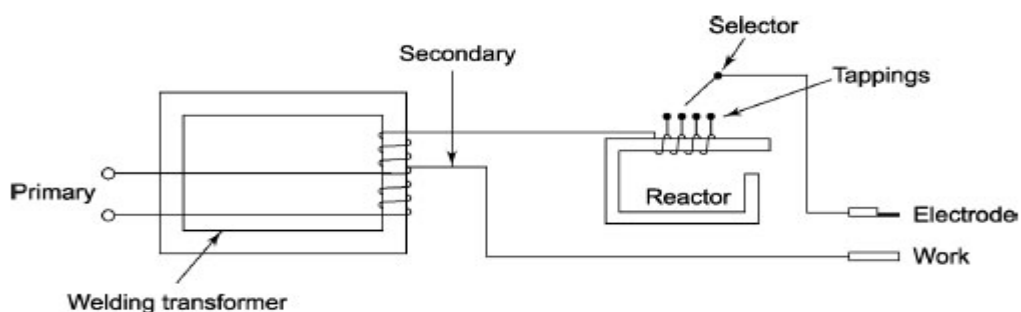 Selector
Secondary
Tappings
Primary
Reactor
Electrode
Work
Welding transformer